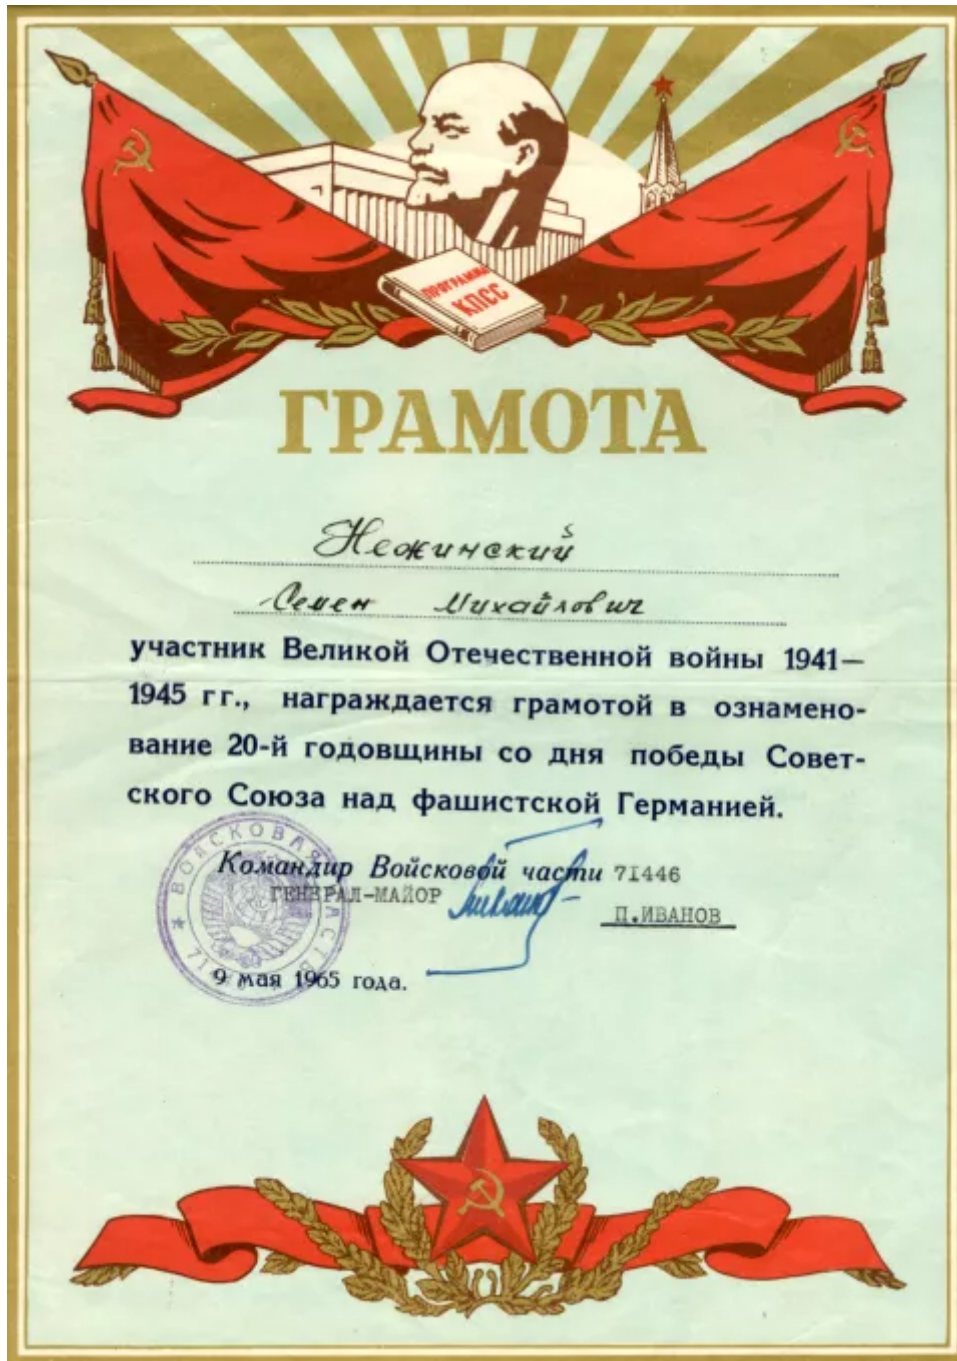 ПРОГРАММА
КПСС
ГРАМОТА
Нежинский
Семен Михайлович
участник Великой Отечественной войны 1941—
1945 гг., награждается грамотой в ознамено-
вание 20-й годовщины со дня победы Совет-
ского Союза над фашистской Германией.
Командир Войсковой части 71446
ГЕНЕРАЛ-МАЙОР
П.ИВАНОВ
ВОЙСКОВАЯ ЧАСТЬ
9 мая 1965 года.